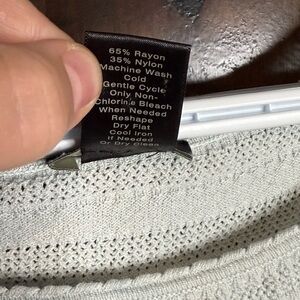 65% Rayon
35% Nylon
Machine Wash
Cold
Gentle Cycle
Only Non-
Chlorine Bleach
When Needed
Reshape
Dry Flat
Cool Iron
If Needed
Or Dry Clean